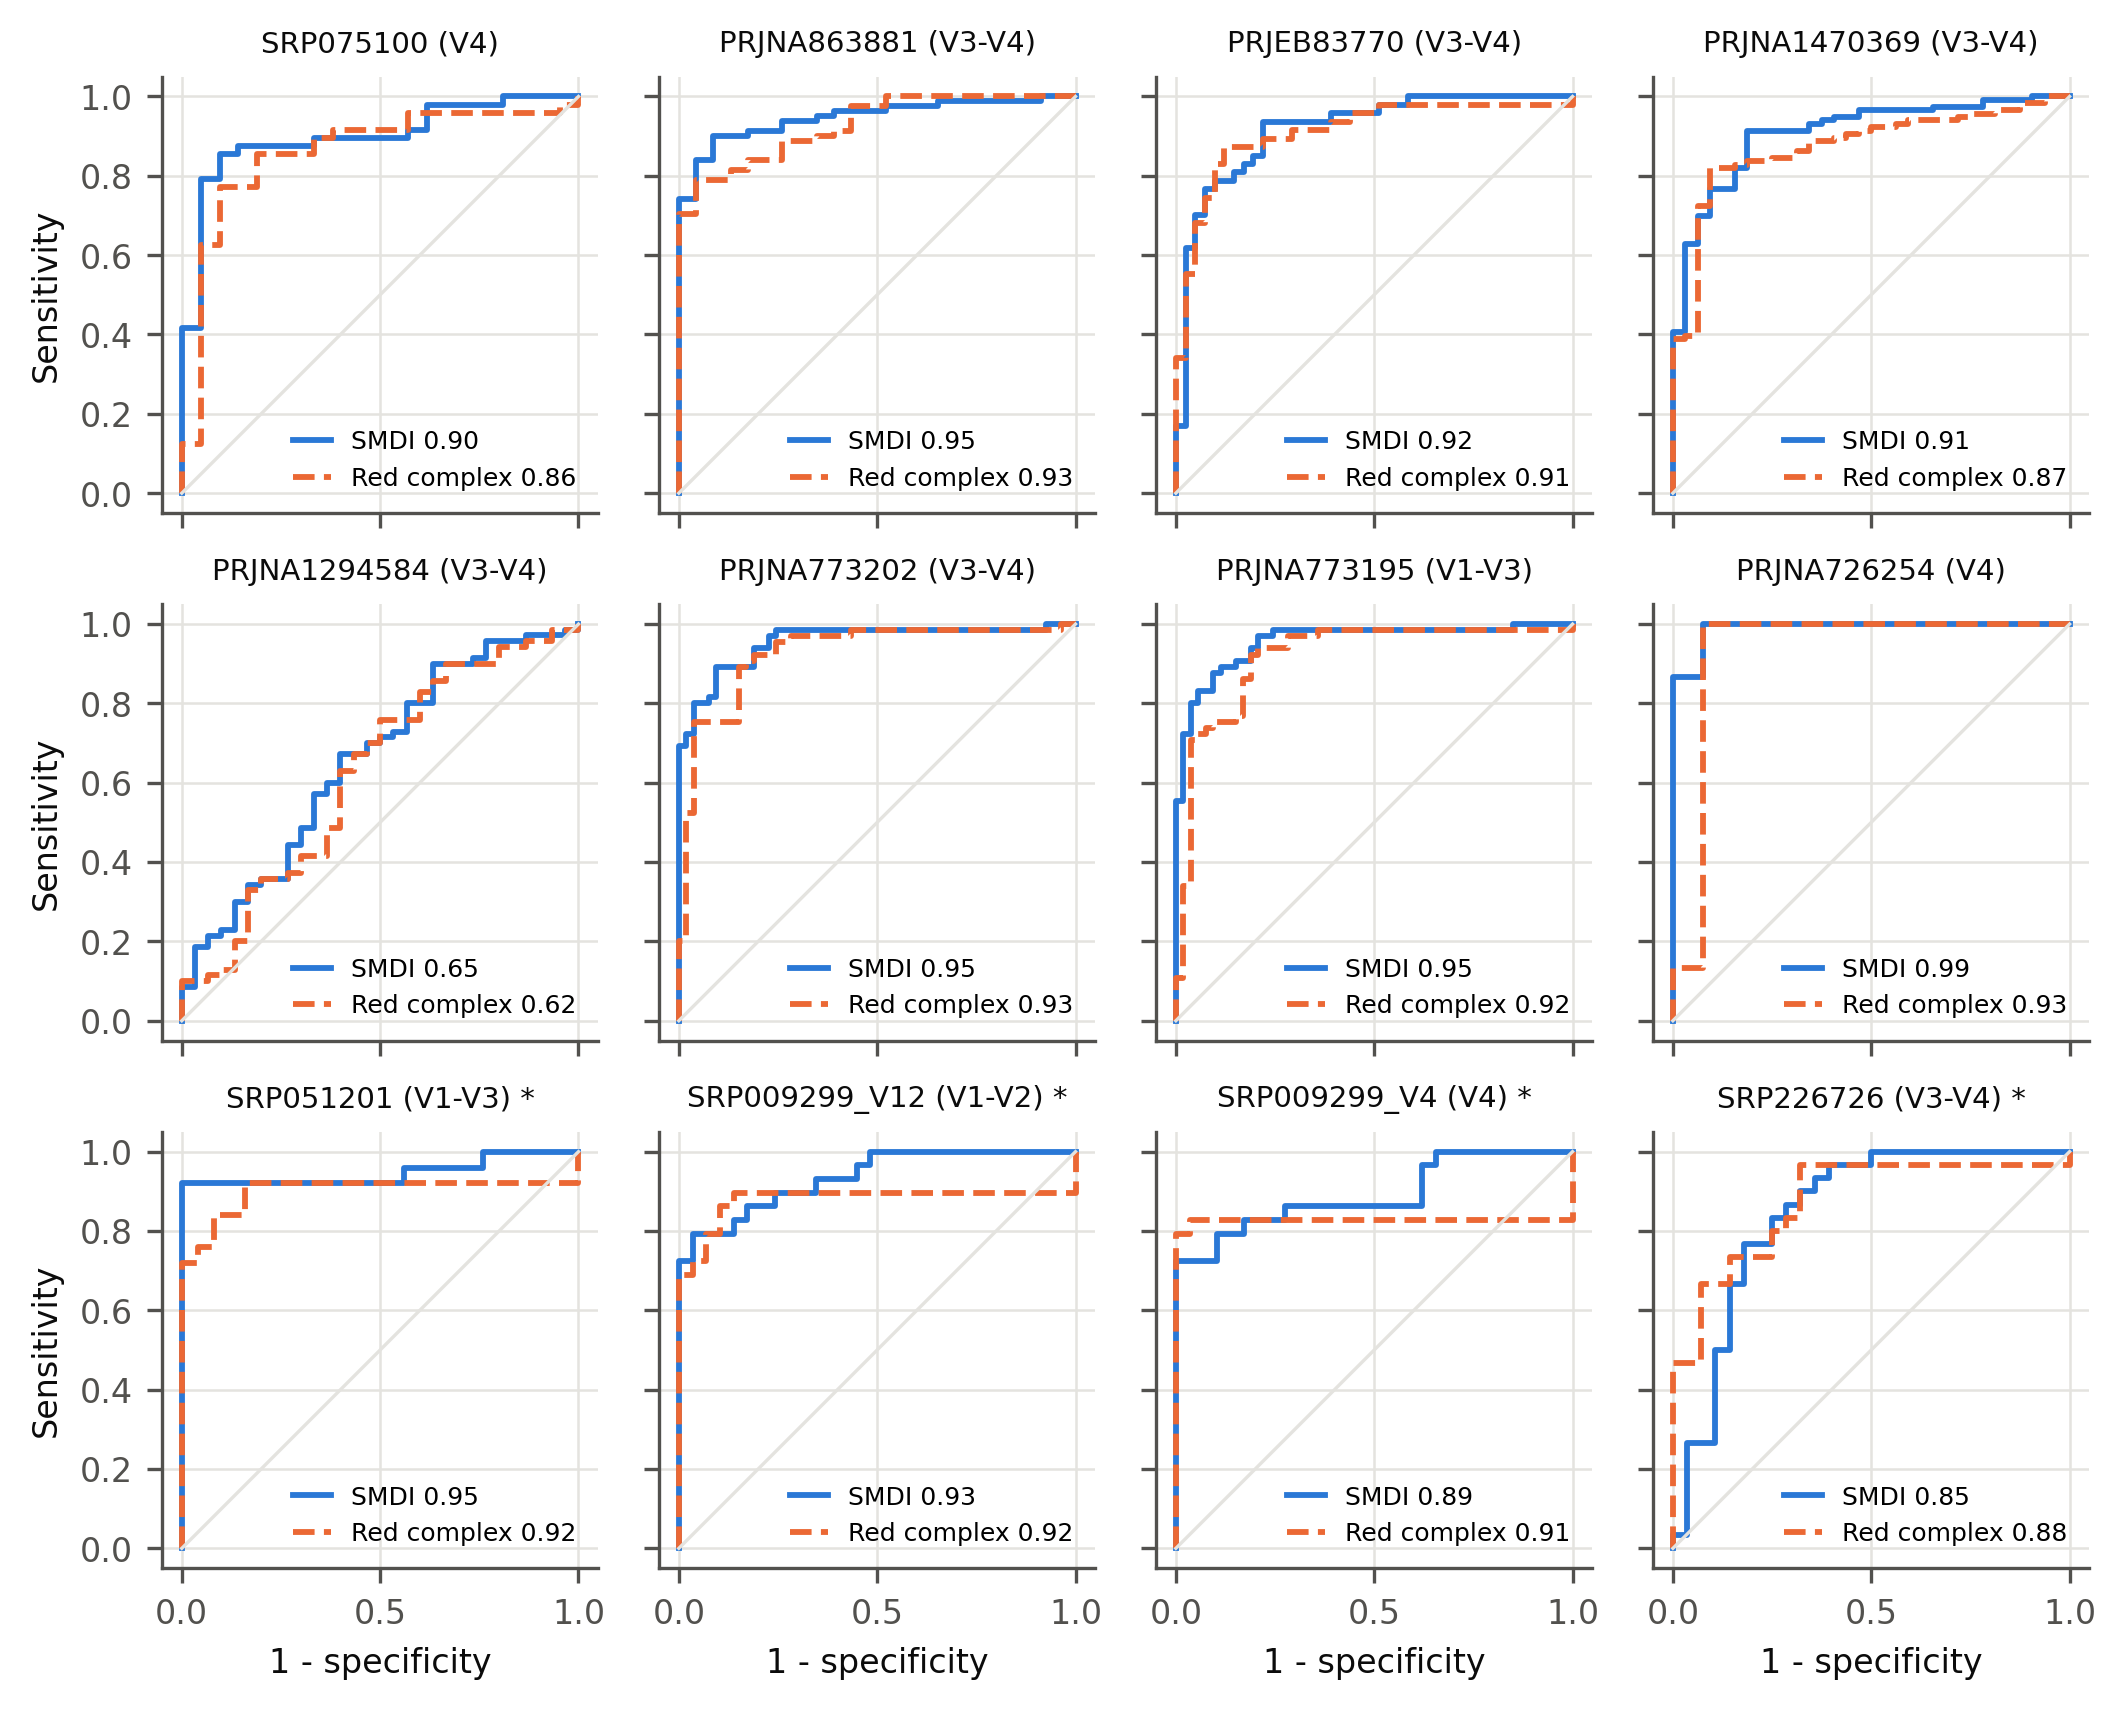 SRP075100 (V4)
PRJNA863881 (V3-V4)
PRJEB83770 (V3-V4)
PRJNA1470369 (V3-V4)
Sensitivity
1.0
0.8
0.6
0.4
0.2
0.0
SMDI 0.90
Red complex 0.86
SMDI 0.95
Red complex 0.93
SMDI 0.92
Red complex 0.91
SMDI 0.91
Red complex 0.87
PRJNA1294584 (V3-V4)
PRJNA773202 (V3-V4)
PRJNA773195 (V1-V3)
PRJNA726254 (V4)
Sensitivity
1.0
0.8
0.6
0.4
0.2
0.0
SMDI 0.65
Red complex 0.62
SMDI 0.95
Red complex 0.93
SMDI 0.95
Red complex 0.92
SMDI 0.99
Red complex 0.93
SRP051201 (V1-V3) *
SRP009299_V12 (V1-V2) *
SRP009299_V4 (V4) *
SRP226726 (V3-V4) *
Sensitivity
1.0
0.8
0.6
0.4
0.2
0.0
SMDI 0.95
Red complex 0.92
SMDI 0.93
Red complex 0.92
SMDI 0.89
Red complex 0.91
SMDI 0.85
Red complex 0.88
0.0 0.5 1.0
0.0 0.5 1.0
0.0 0.5 1.0
0.0 0.5 1.0
1 - specificity
1 - specificity
1 - specificity
1 - specificity